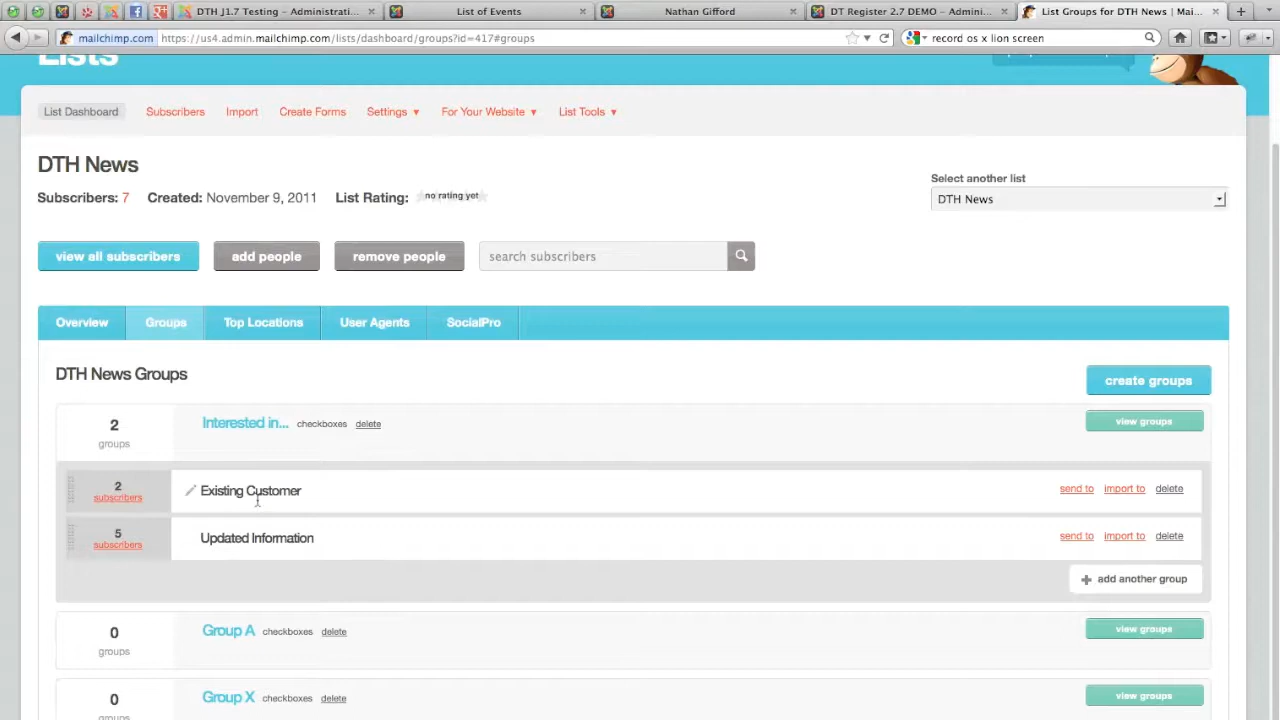 DTH J1.7 Testing – Administrati... × List of Events × Nathan Gifford × DT Register 2.7 DEMO – Admini... × List Groups for DTH News | Mai... ×
mailchimp.com https://us4.admin.mailchimp.com/lists/dashboard/groups?id=417#groups record os x lion screen
Lists
List Dashboard Subscribers Import Create Forms Settings ▼ For Your Website ▼ List Tools ▼
DTH News
Subscribers: 7 Created: November 9, 2011 List Rating: no rating yet
Select another list
DTH News
view all subscribers add people remove people search subscribers
Overview Groups Top Locations User Agents SocialPro
DTH News Groups
create groups
2 groups
Interested in... checkboxes delete
view groups
2 subscribers
Existing Customer
send to import to delete
5 subscribers
Updated Information
send to import to delete
+ add another group
0 groups
Group A checkboxes delete
view groups
0 groups
Group X checkboxes delete
view groups